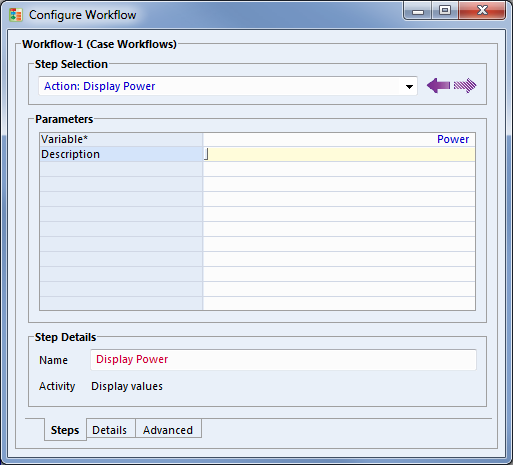 Configure Workflow
Workflow-1 (Case Workflows)
Step Selection
Action: Display Power
Parameters
Variable* Power
Description
Step Details
Name Display Power
Activity Display values
Steps Details Advanced